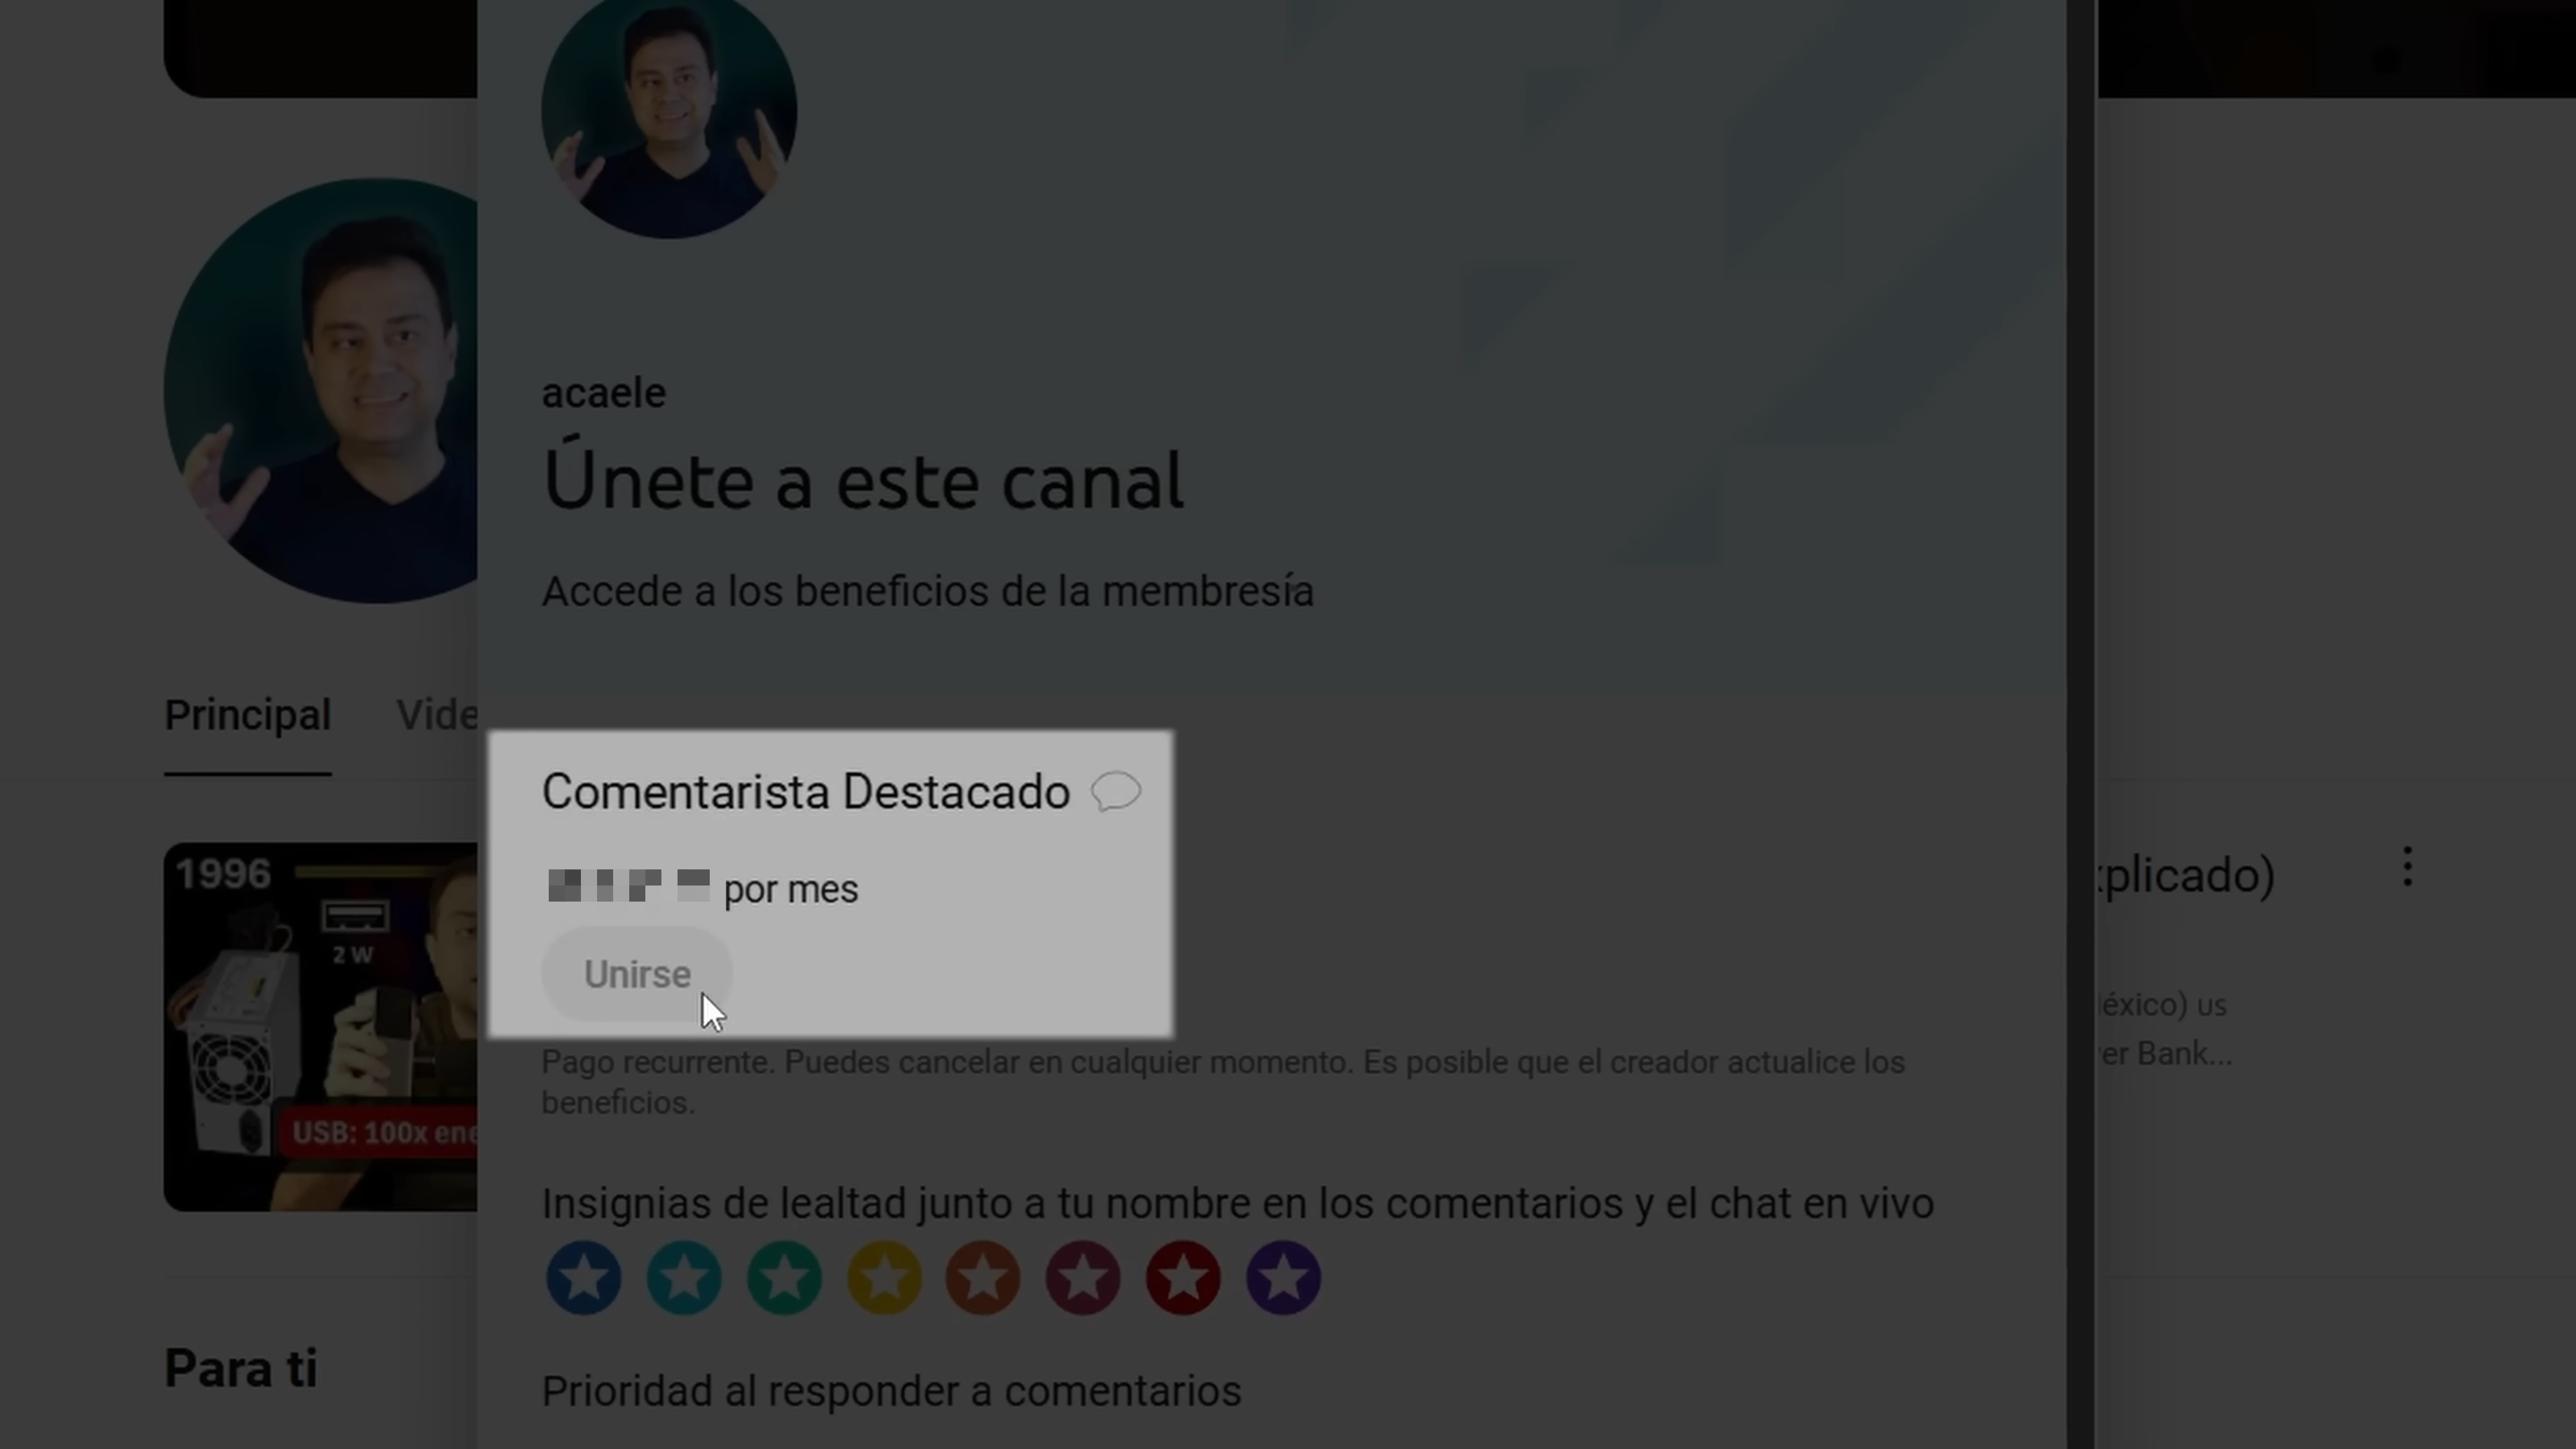 acaele
Únete a este canal
Accede a los beneficios de la membresía
Principal
Comentarista Destacado
por mes
Unirse
Pago recurrente. Puedes cancelar en cualquier momento. Es posible que el creador actualice los
beneficios.
Insignias de lealtad junto a tu nombre en los comentarios y el chat en vivo
Prioridad al responder a comentarios
1996
2 W
USB: 100x
Para ti
xplicado)
éxico) us
er Bank...